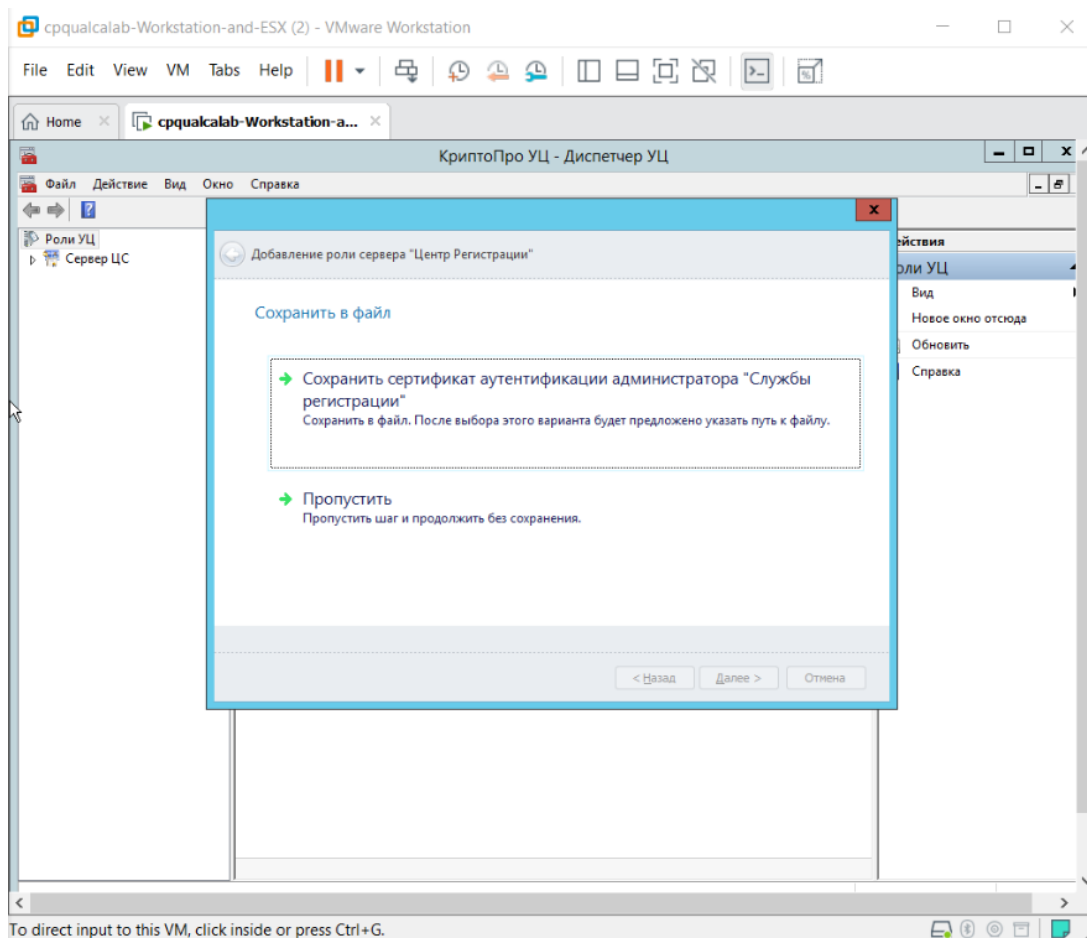 cpqualcalab-Workstation-and-ESX (2) - VMware Workstation
File Edit View VM Tabs Help
Home
cpqualcalab-Workstation-a...
КриптоПро УЦ - Диспетчер УЦ
Файл Действие Вид Окно Справка
Роли УЦ
Сервер ЦС
Добавление роли сервера "Центр Регистрации"
Сохранить в файл
Сохранить сертификат аутентификации администратора "Службы
регистрации"
Сохранить в файл. После выбора этого варианта будет предложено указать путь к файлу.
Пропустить
Пропустить шаг и продолжить без сохранения.
< Назад Далее > Отмена
ействия
оли УЦ
Вид
Новое окно отсюда
Обновить
Справка
To direct input to this VM, click inside or press Ctrl+G.